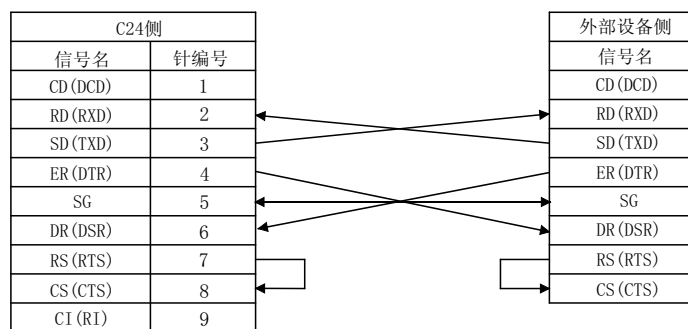 C24侧 外部设备侧
信号名 针编号 信号名
CD(DCD) 1 CD(DCD)
RD(RXD) 2 RD(RXD)
SD(TXD) 3 SD(TXD)
ER(DTR) 4 ER(DTR)
SG 5 SG
DR(DSR) 6 DR(DSR)
RS(RTS) 7 RS(RTS)
CS(CTS) 8 CS(CTS)
CI(RI) 9